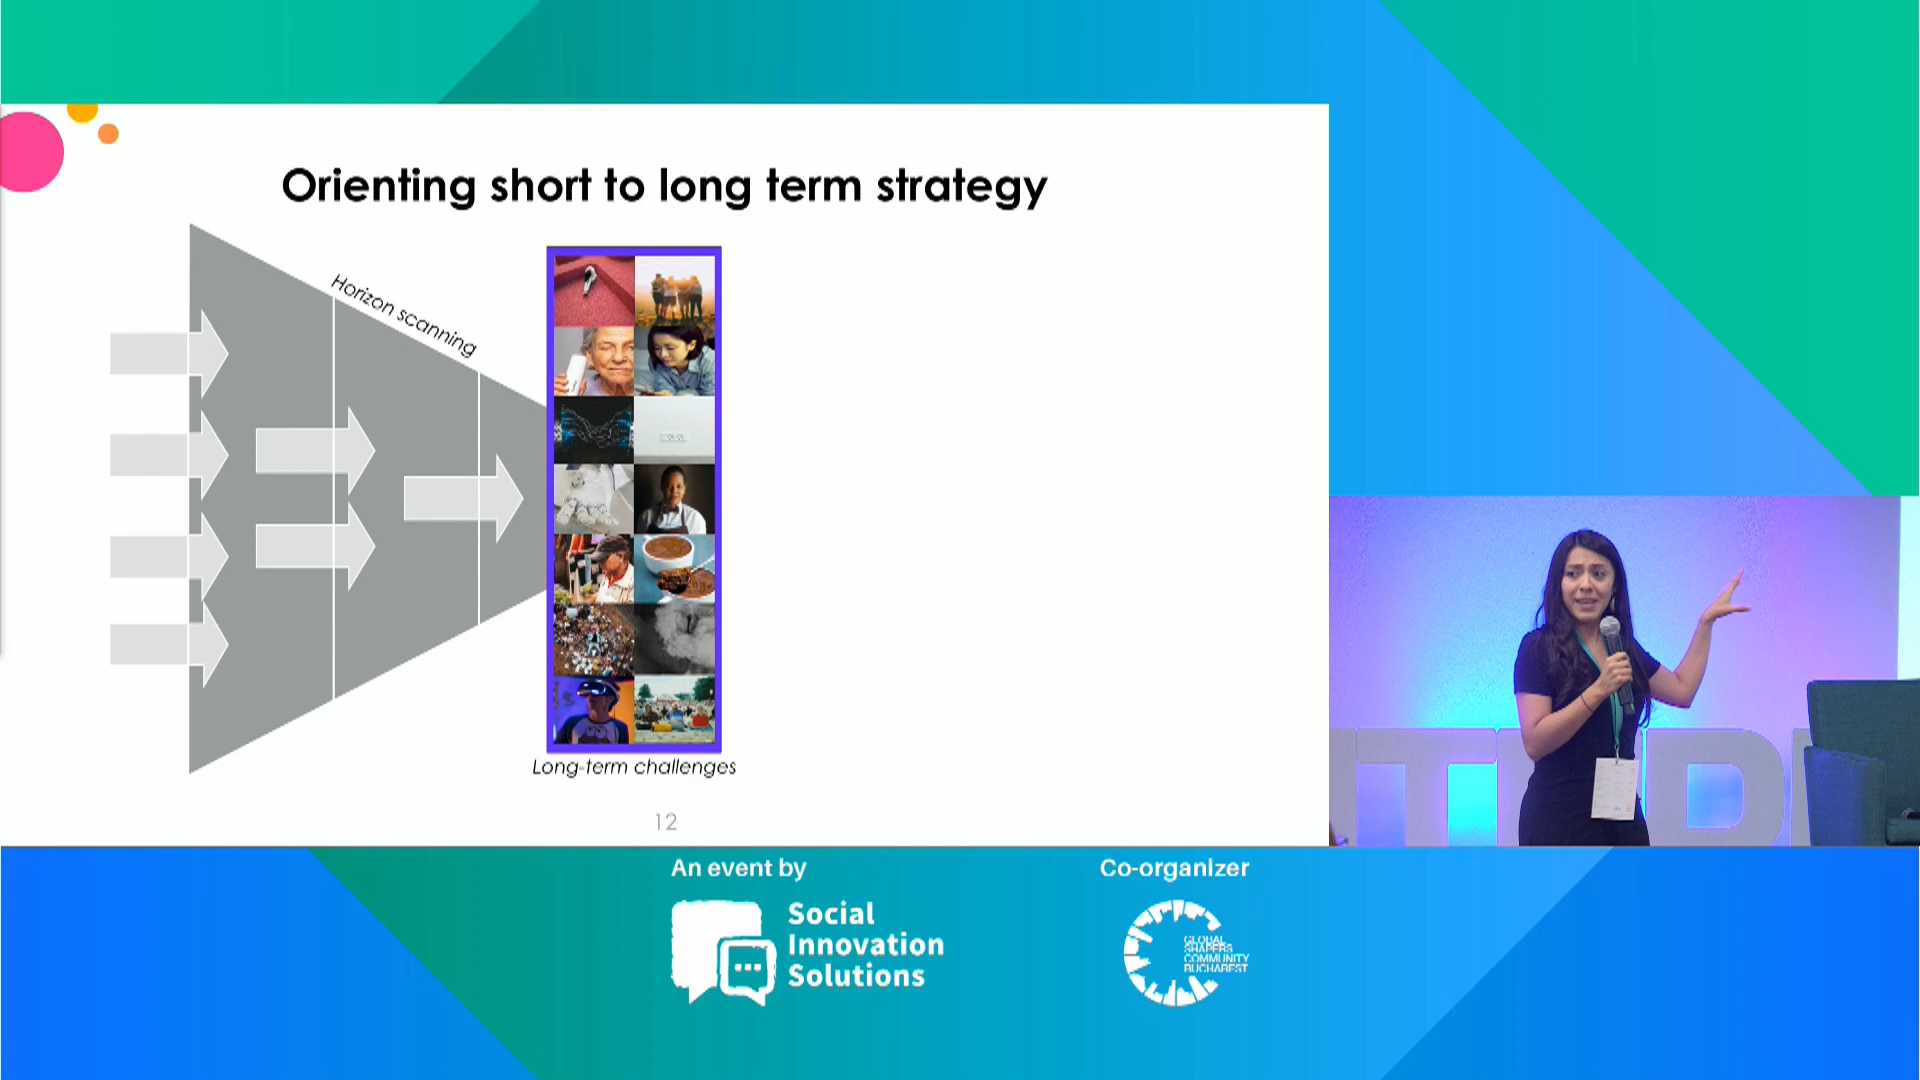 Orienting short to long term strategy
Horizon scanning
Long-term challenges
12
An event by
Social
Innovation
Solutions
Co-organizer
GLOBAL
SHAPERS
COMMUNITY
BUCHAREST